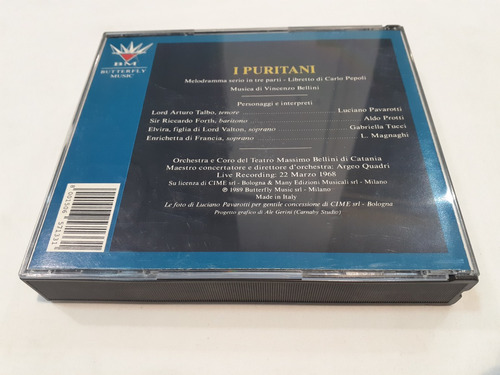 BM
BUTTERFLY
MUSIC
I PURITANI
Melodramma serio in tre parti - Libretto di Carlo Pepoli
Musica di Vincenzo Bellini
Personaggi e interpreti
Lord Arturo Talbo, tenore Luciano Pavarotti
Sir Riccardo Forth, baritono Aldo Protti
Elvira, figlia di Lord Valton, soprano Gabriella Tucci
Enrichetta di Francia, soprano L. Magnaghi
Orchestra e Coro del Teatro Massimo Bellini di Catania
Maestro concertatore e direttore d'orchestra: Argeo Quadri
Live Recording: 22 Marzo 1968
Su licenza di CIME srl - Bologna & Many Edizioni Musicali srl - Milano
℗ 1989 Butterfly Music srl - Milano
Made in Italy
Le foto di Luciano Pavarotti per gentile concessione di CIME srl - Bologna
Progetto grafico di Ale Gerini (Carnaby Studio)